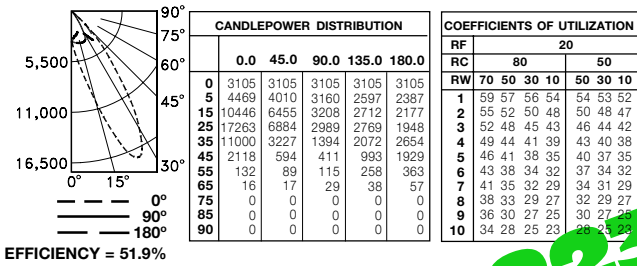 90°
75°
60°
45°
30°
5,500
11,000
16,500
0° 15°
0°
90°
180°
EFFICIENCY = 51.9%
CANDLEPOWER DISTRIBUTION
0.0 45.0 90.0 135.0 180.0
0 3105 3105 3105 3105 3105
5 4469 4010 3160 2597 2387
15 10446 6455 3208 2712 2177
25 17263 6884 2989 2769 1948
35 11000 3227 1394 2072 2654
45 2118 594 411 993 1929
55 132 89 115 258 363
65 16 17 29 38 57
75 0 0 0 0 0
85 0 0 0 0 0
90 0 0 0 0 0
COEFFICIENTS OF UTILIZATION
RF 20
RC 80 50
RW 70 50 30 10 50 30 10
1 59 57 56 54 54 53 52
2 55 52 50 48 50 48 47
3 52 48 45 43 46 44 42
4 49 44 41 39 43 40 38
5 46 41 38 35 40 37 35
6 43 38 34 32 37 34 32
7 41 35 32 29 34 31 29
8 38 33 29 27 32 29 27
9 36 30 27 25 30 27 25
10 34 28 25 23 28 25 23